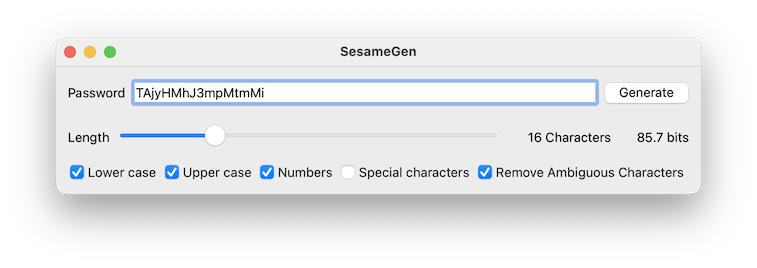 SesameGen
Password TAjyHMhJ3mpMtmMi Generate
Length 16 Characters 85.7 bits
Lower case Upper case Numbers Special characters Remove Ambiguous Characters